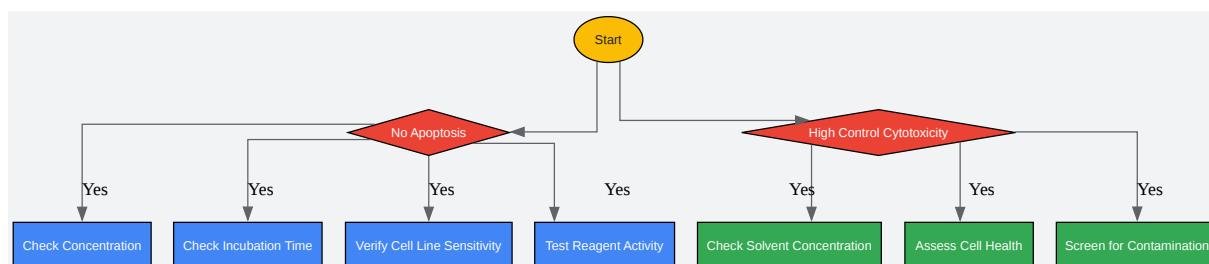 Start
No Apoptosis
High Control Cytotoxicity
Yes
Yes
Yes
Yes
Yes
Yes
Yes
Check Concentration
Check Incubation Time
Verify Cell Line Sensitivity
Test Reagent Activity
Check Solvent Concentration
Assess Cell Health
Screen for Contamination